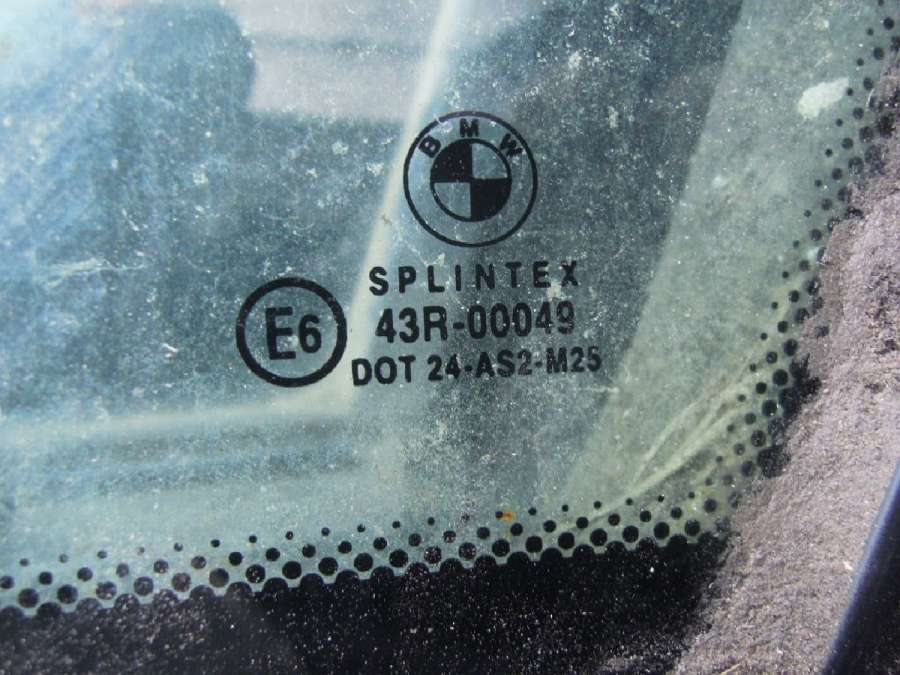 BMW
SPLINTEX
E6
43R-00049
DOT 24-AS2-M25